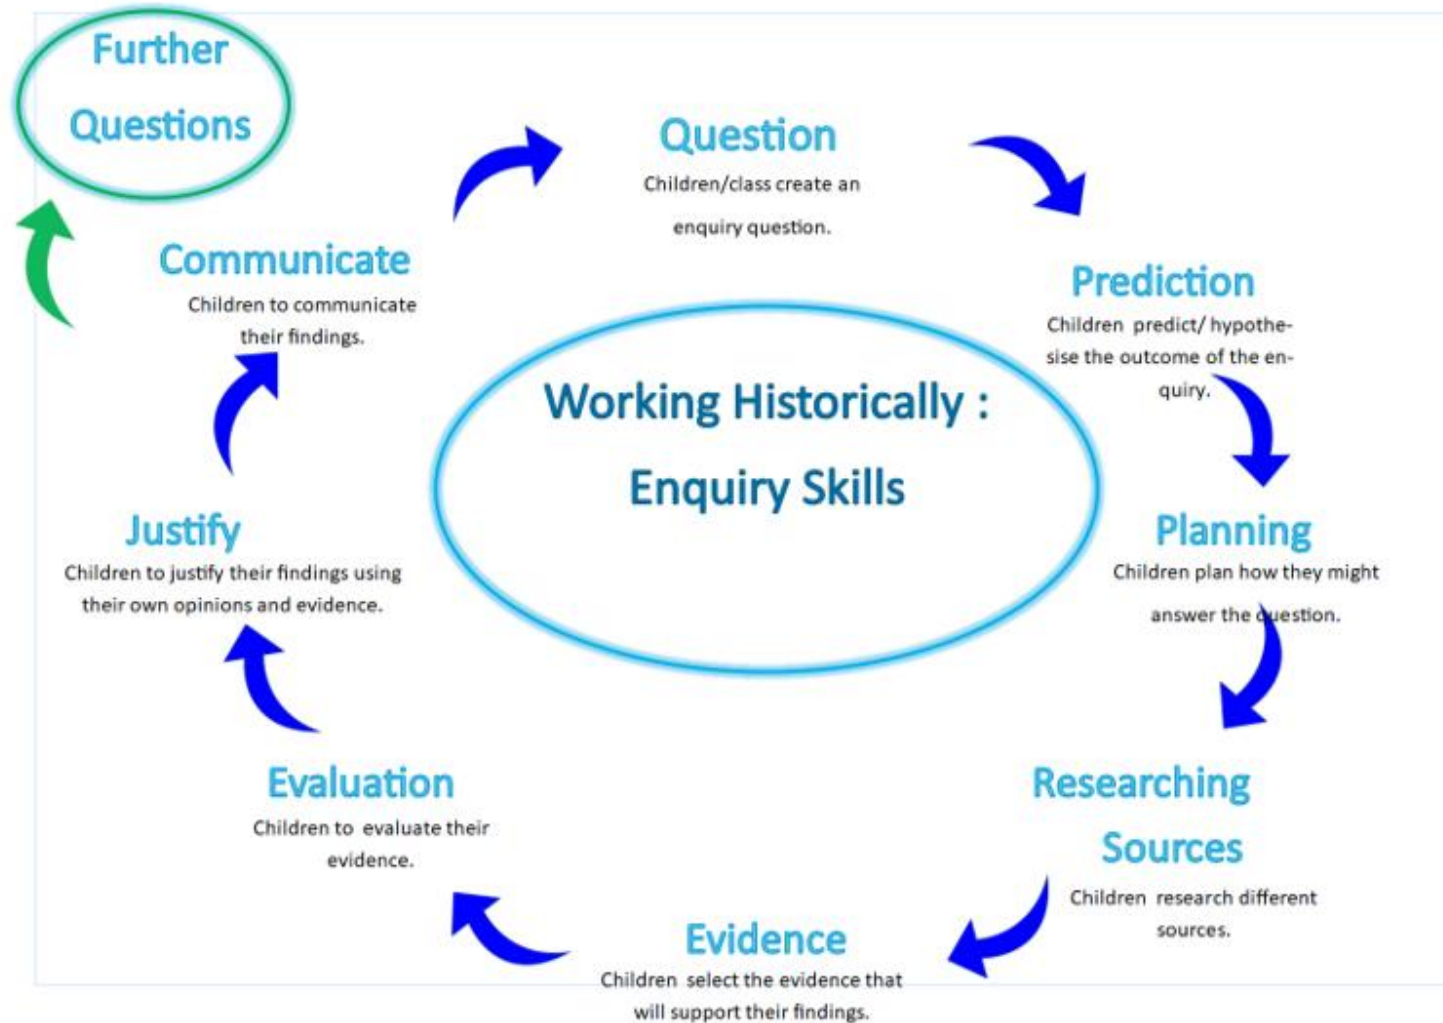 Further
Questions
Question
Children/class create an
enquiry question.
Prediction
Children predict/ hypothe-
sise the outcome of the en-
quiry.
Planning
Children plan how they might
answer the question.
Researching
Sources
Children research different
sources.
Evidence
Children select the evidence that
will support their findings.
Evaluation
Children to evaluate their
evidence.
Justify
Children to justify their findings using
their own opinions and evidence.
Communicate
Children to communicate
their findings.
Working Historically :
Enquiry Skills